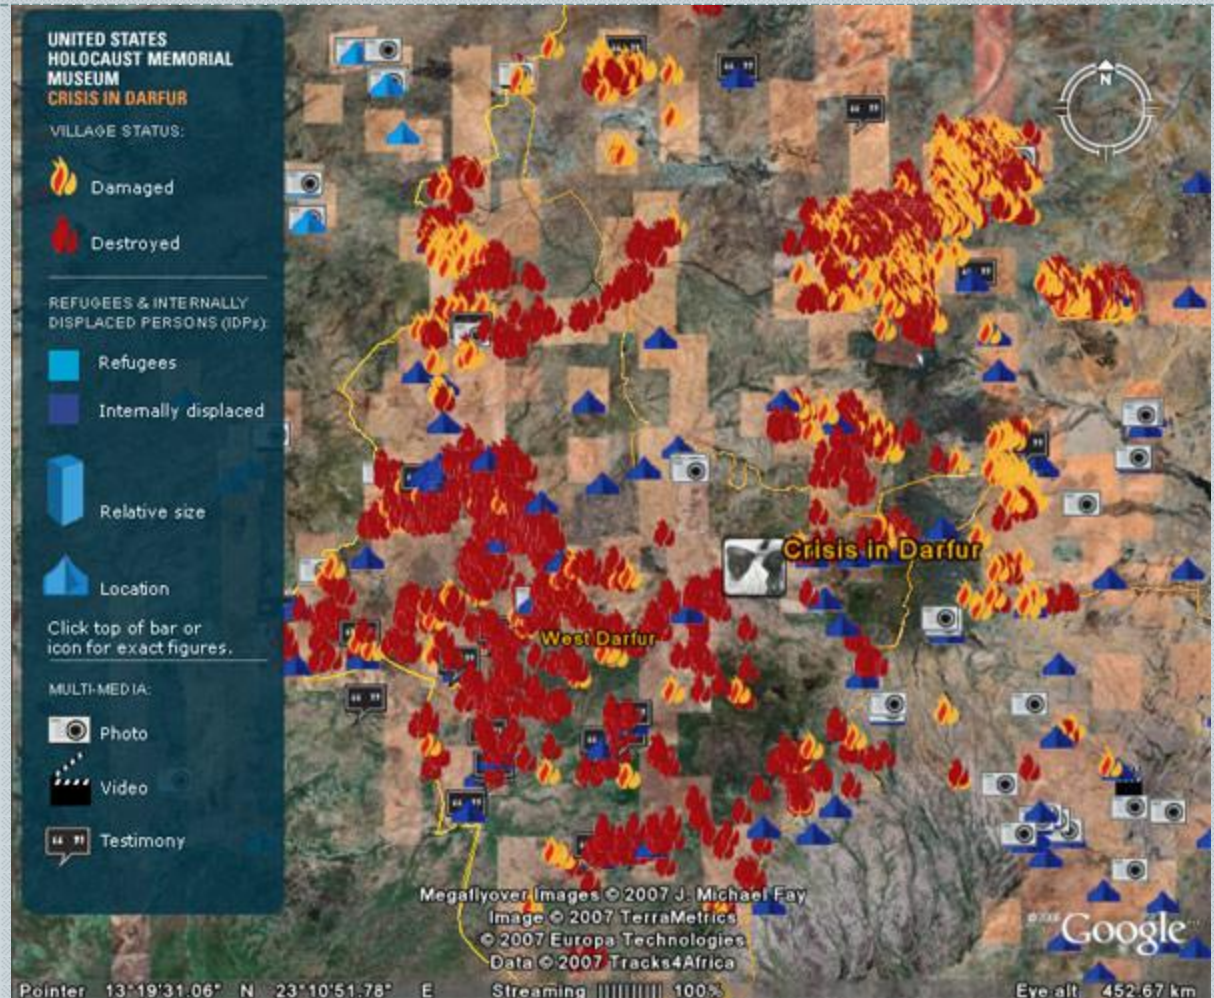 UNITED STATES
HOLOCAUST MEMORIAL
MUSEUM
CRISIS IN DARFUR
VILLAGE STATUS:
Damaged
Destroyed
REFUGEES & INTERNALLY
DISPLACED PERSONS (IDPs):
Refugees
Internally displaced
Relative size
Location
Click top of bar or
icon for exact figures.
MULTI-MEDIA:
Photo
Video
Testimony
N
Crisis in Darfur
West Darfur
Megaflyover Images © 2007 J. Michael Fay
Image © 2007 TerraMetrics
© 2007 Europa Technologies
Data © 2007 Tracks4Africa
Google
Pointer 13°19'31.06" N 23°10'51.78" E Streaming |||||||||| 100% Eye alt 452.67 km